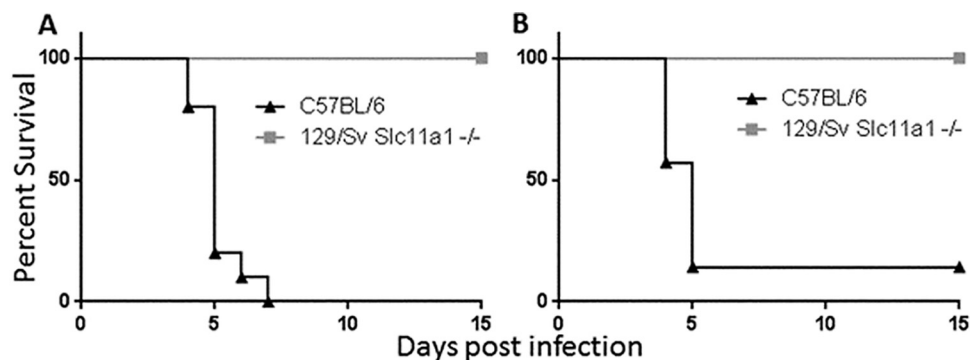 A
B
Percent Survival
100
50
0
C57BL/6
129/Sv Slc11a1 -/-
0
5
10
15
100
50
0
C57BL/6
129/Sv Slc11a1 -/-
0
5
10
15
Days post infection